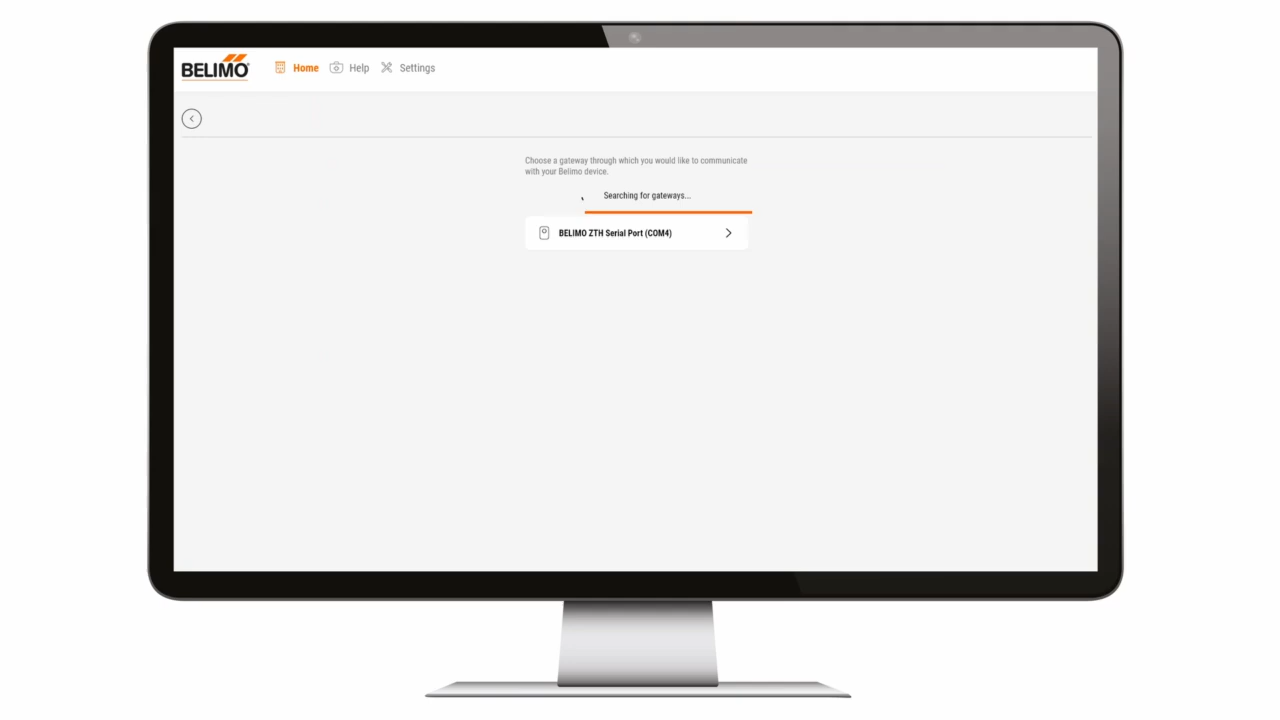 BELIMO
Home Help Settings
Choose a gateway through which you would like to communicate
with your Belimo device.
Searching for gateways...
BELIMO ZTH Serial Port (COM4)